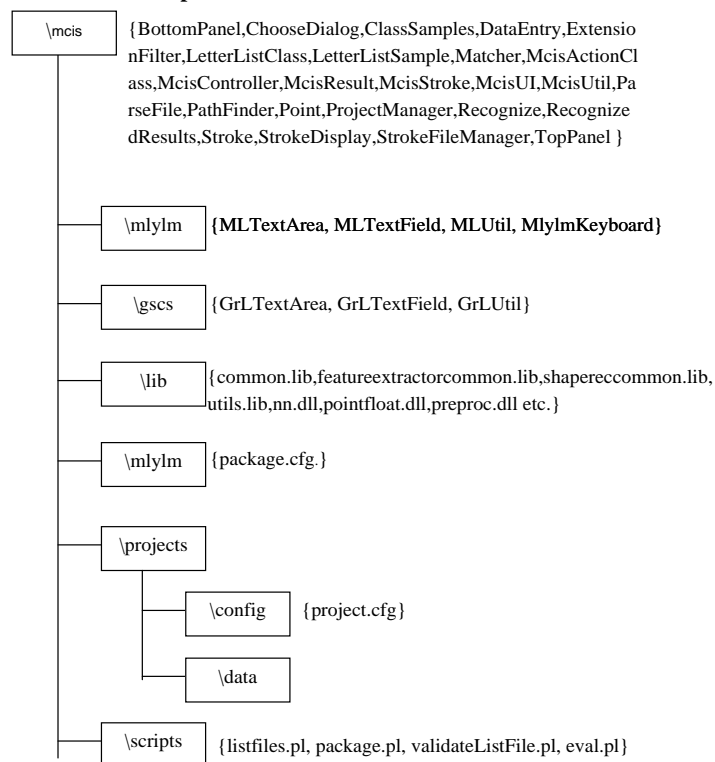 \mcis
{BottomPanel,ChooseDialog,ClassSamples,DataEntry,Extensio
nFilter,LetterListClass,LetterListSample,Matcher,McisActionCl
ass,McisController,McisResult,McisStroke,McisUI,McisUtil,Pa
rseFile,PathFinder,Point,ProjectManager,Recognize,Recognize
dResults,Stroke,StrokeDisplay,StrokeFileManager,TopPanel }
\mlylm {MLTextArea, MLTextField, MLUtil, MlylmKeyboard}
\gscs {GrLTextArea, GrLTextField, GrLUtil}
\lib {common.lib,featureextractorcommon.lib,shapereccommon.lib,
utils.lib,nn.dll,pointfloat.dll,preproc.dll etc.}
\mlylm {package.cfg.}
\projects
\config {project.cfg}
\data
\scripts {listfiles.pl, package.pl, validateListFile.pl, eval.pl}